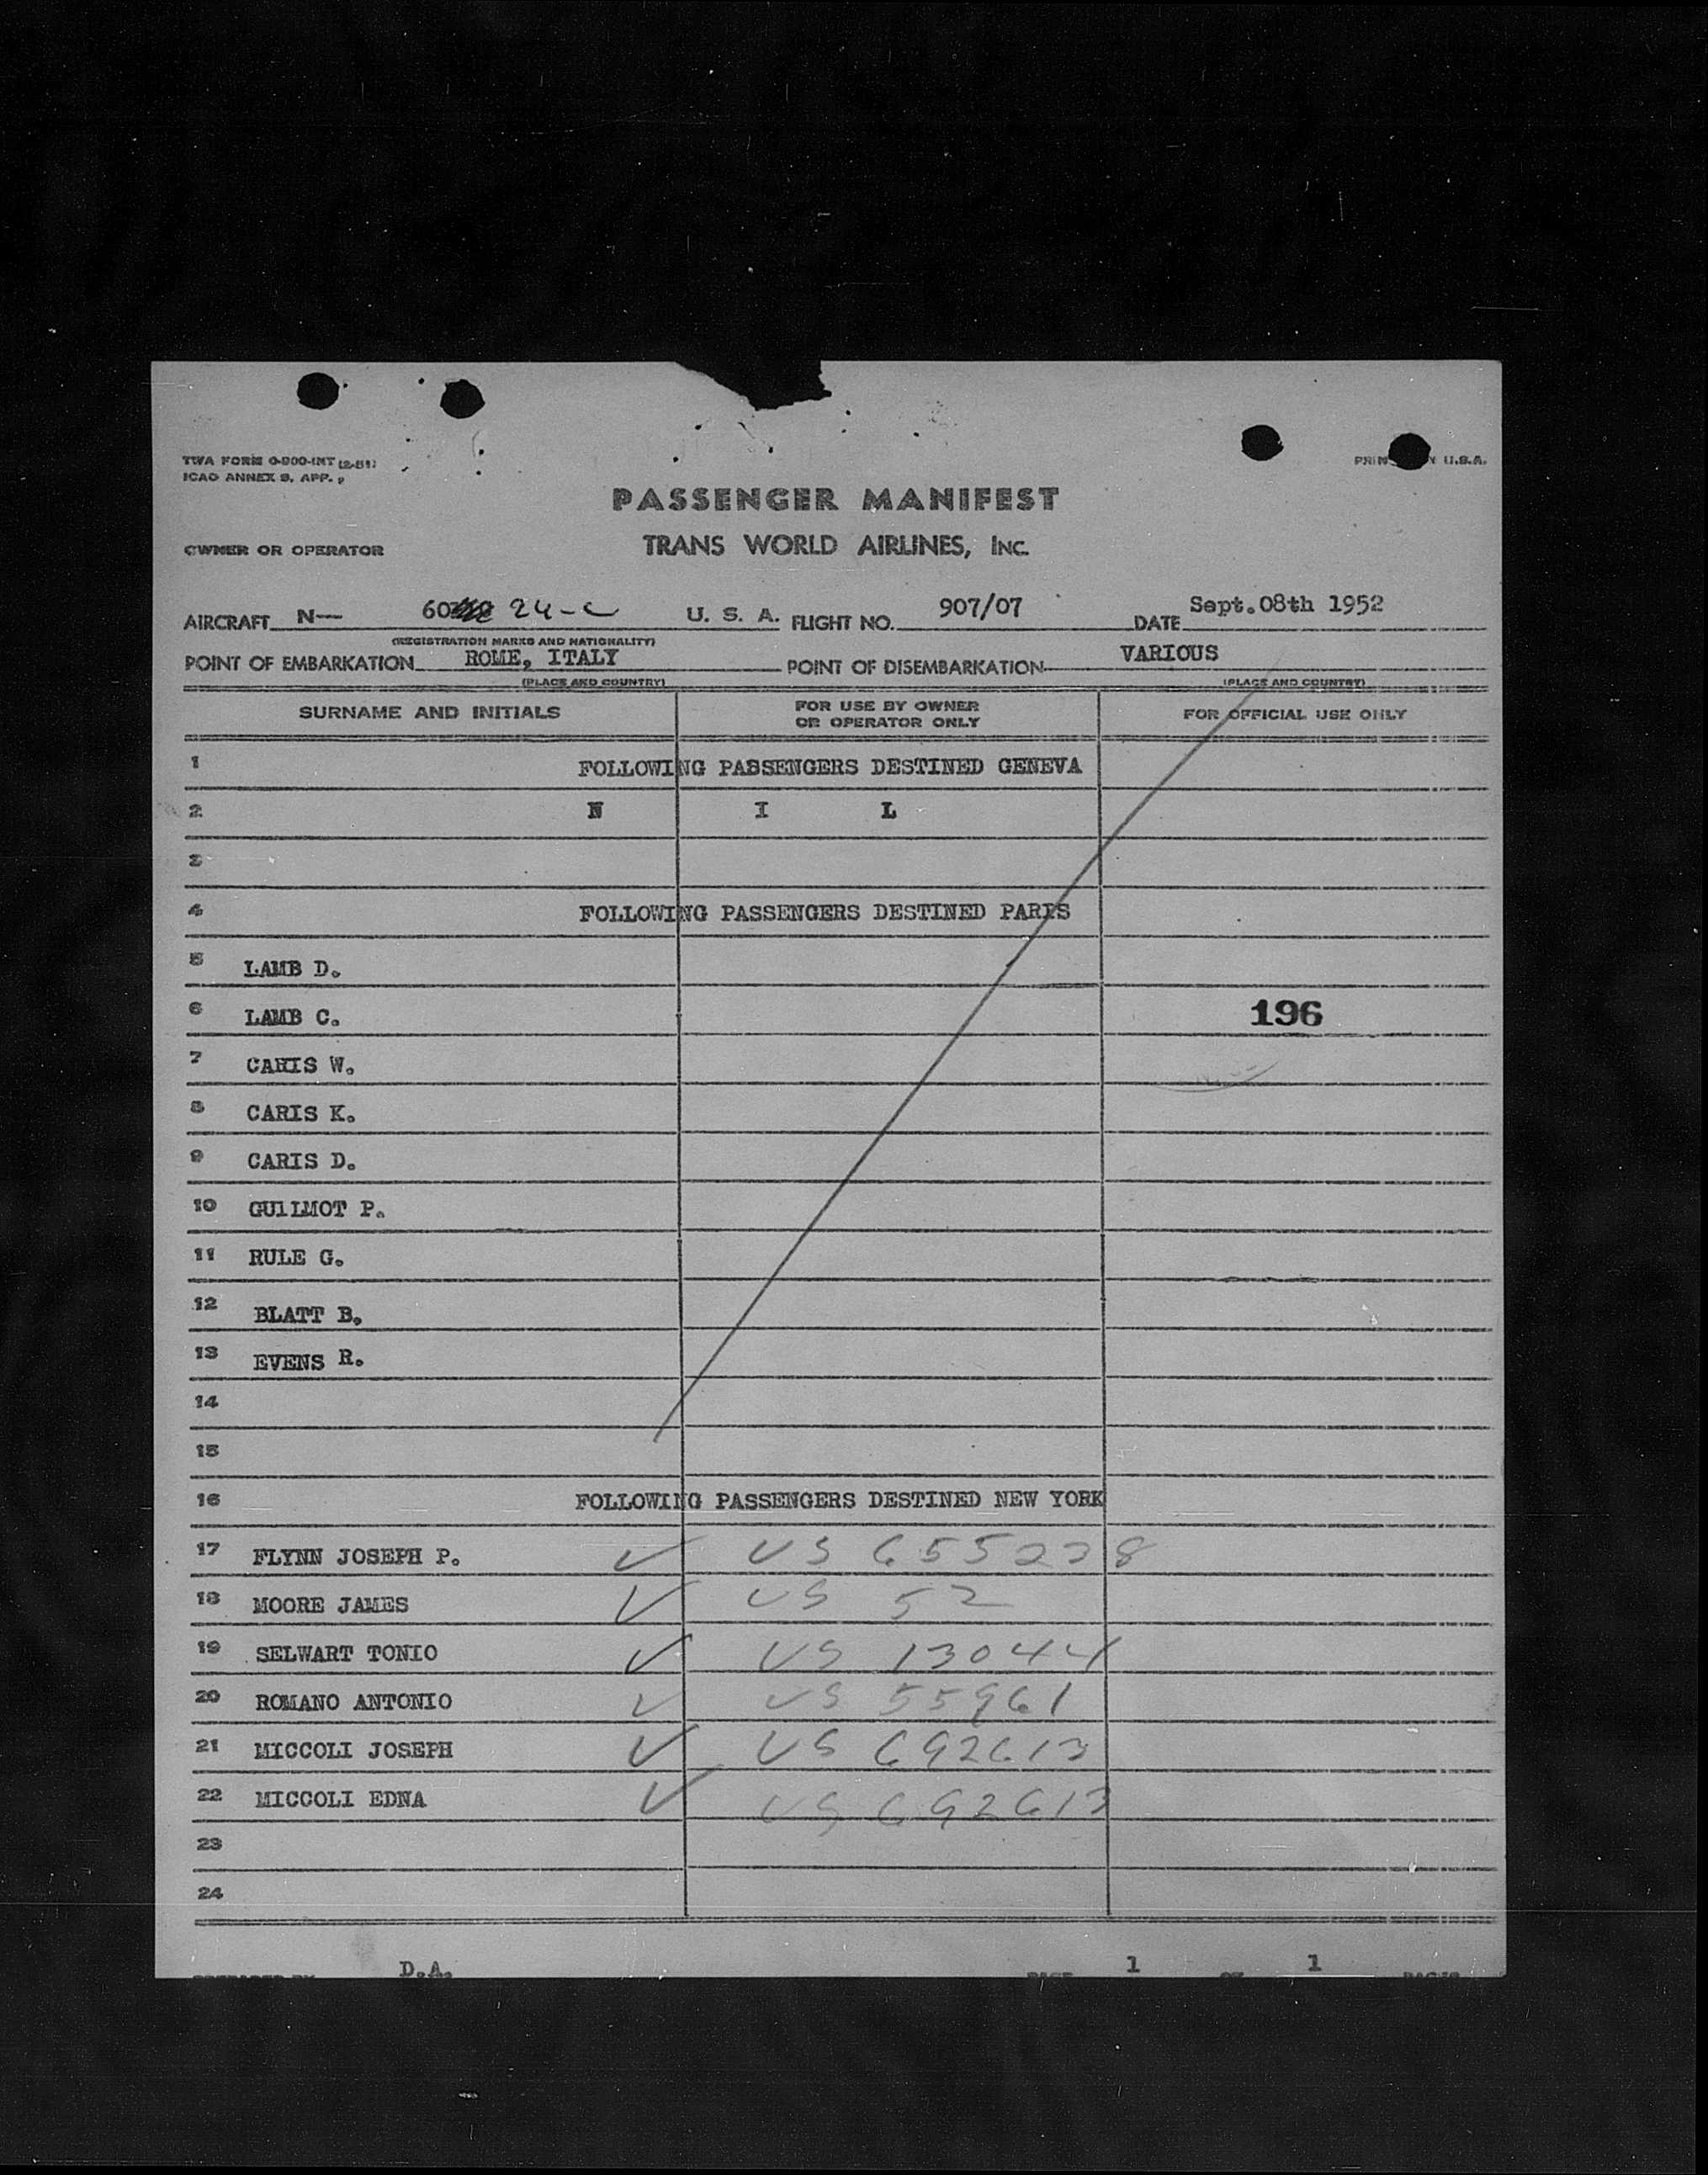 TWA FORM O-900-INT (2-51)
ICAO ANNEX 9, APP.
U.S.A.
PASSENGER MANIFEST
OWNER OR OPERATOR TRANS WORLD AIRLINES, INC.
AIRCRAFT N— 60 24-C U. S. A. FLIGHT NO. 907/07 DATE Sept.08th 1952
(REGISTRATION MARKS AND NATIONALITY)
POINT OF EMBARKATION ROME, ITALY POINT OF DISEMBARKATION VARIOUS
(PLACE AND COUNTRY) (PLACE AND COUNTRY)
SURNAME AND INITIALS FOR USE BY OWNER OR OPERATOR ONLY FOR OFFICIAL USE ONLY
1 FOLLOWING PASSENGERS DESTINED GENEVA
2 N I L
3
4 FOLLOWING PASSENGERS DESTINED PARIS
5 LAMB D.
6 LAMB C. 196
7 CARIS W.
8 CARIS K.
9 CARIS D.
10 GUILMOT P.
11 RULE G.
12 BLATT B.
13 EVENS R.
14
15
16 FOLLOWING PASSENGERS DESTINED NEW YORK
17 FLYNN JOSEPH P. ✓ US 655228
18 MOORE JAMES ✓ US 52
19 SELWART TONIO ✓ US 13044
20 ROMANO ANTONIO ✓ US 55961
21 MICCOLI JOSEPH ✓ US 692613
22 MICCOLI EDNA ✓ US 692613
23
24
D.A. 1 1